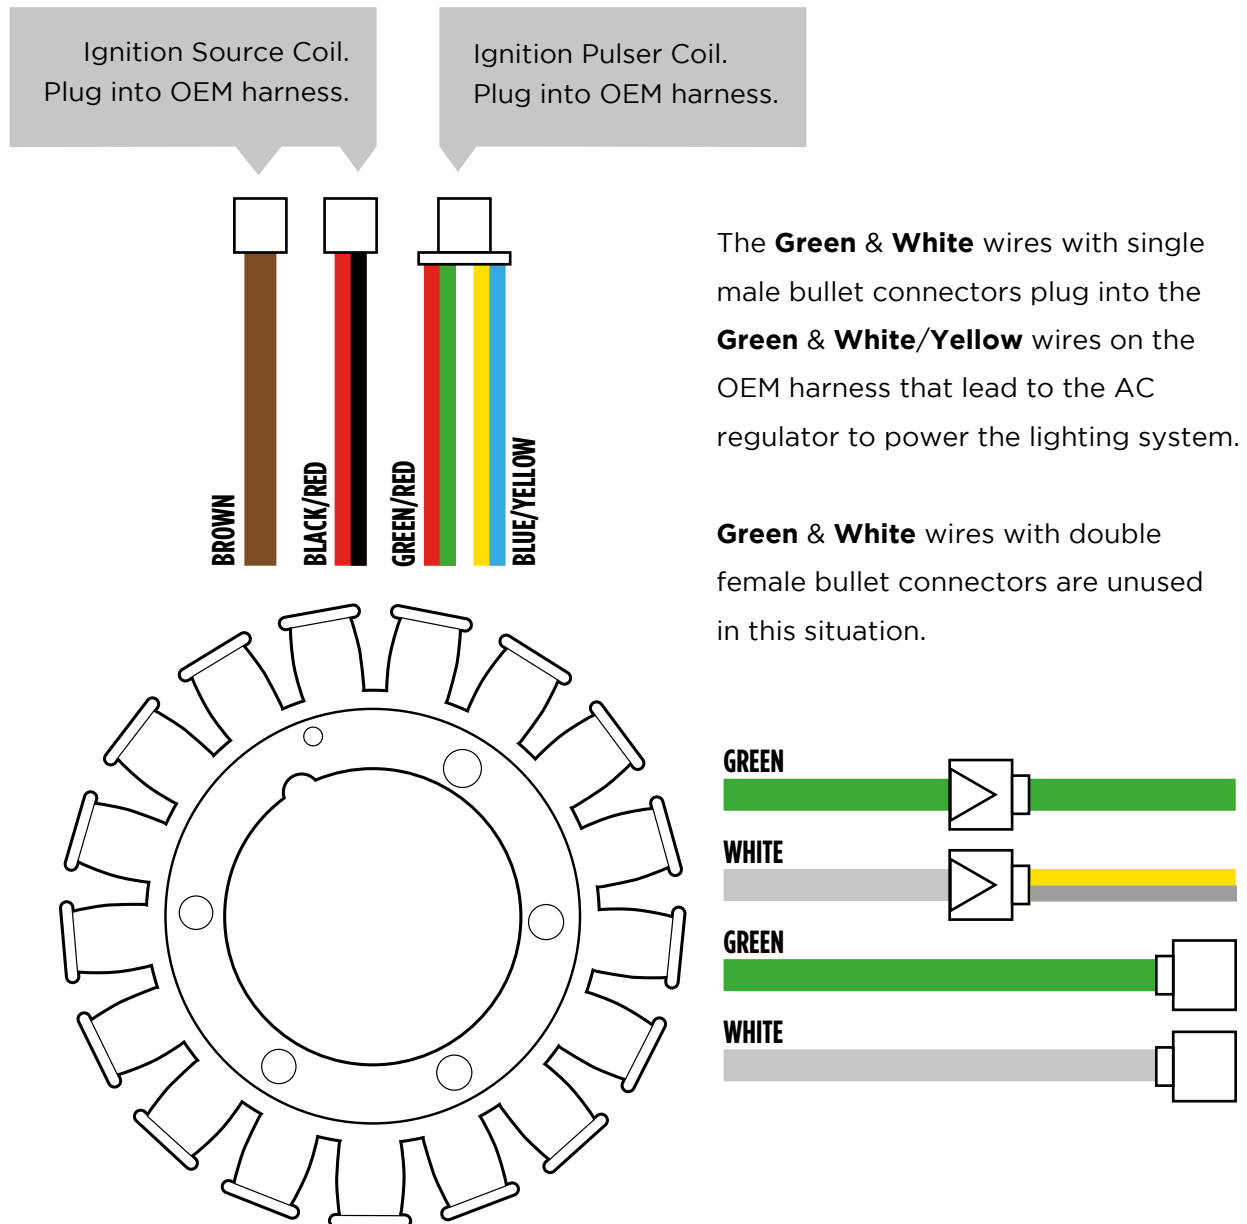 Ignition Source Coil.
Plug into OEM harness.
Ignition Pulser Coil.
Plug into OEM harness.
BROWN
BLACK/RED
GREEN/RED
BLUE/YELLOW
The Green & White wires with single
male bullet connectors plug into the
Green & White/Yellow wires on the
OEM harness that lead to the AC
regulator to power the lighting system.
Green & White wires with double
female bullet connectors are unused
in this situation.
GREEN
WHITE
GREEN
WHITE